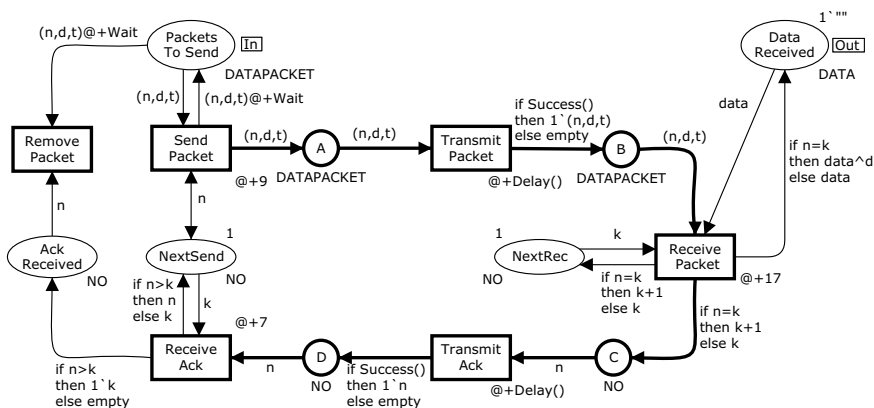 1`""
(n,d,t)@+Wait
Packets
To Send
In
DATAPACKET
Data
Received
Out
DATA
(n,d,t)
(n,d,t)@+Wait
data
Remove
Packet
Send
Packet
@+9
(n,d,t)
A
DATAPACKET
(n,d,t)
Transmit
Packet
@+Delay()
if Success()
then 1`(n,d,t)
else empty
B
DATAPACKET
(n,d,t)
if n=k
then data^d
else data
n
n
Ack
Received
NO
1
NextSend
NO
1
NextRec
NO
k
Receive
Packet
@+17
if n=k
then k+1
else k
if n>k
then n
else k
k
@+7
if n=k
then k+1
else k
Receive
Ack
n
D
NO
if Success()
then 1`n
else empty
Transmit
Ack
@+Delay()
n
C
NO
if n>k
then 1`k
else empty